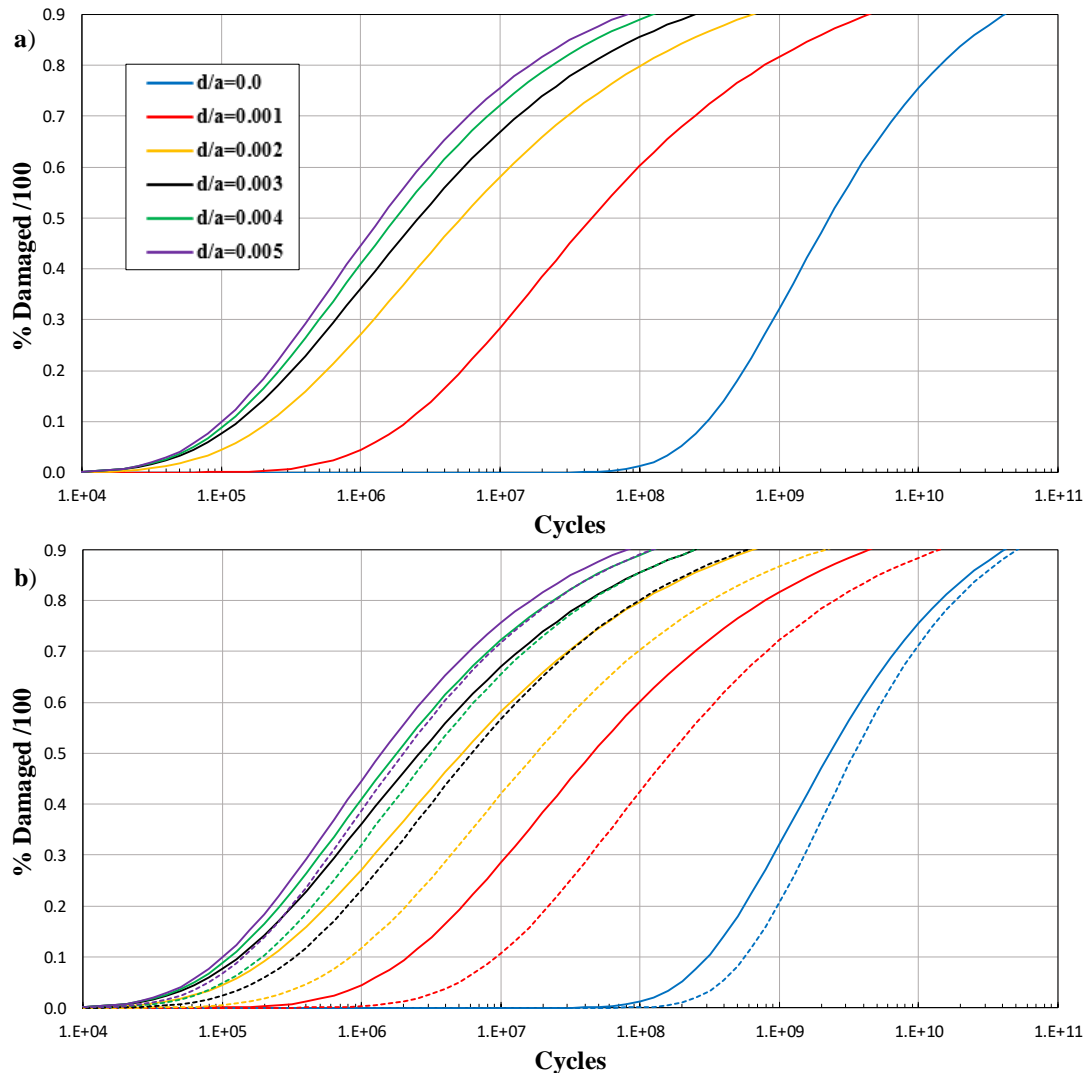 a)
0.9
0.8
0.7
0.6
0.5
0.4
0.3
0.2
0.1
0.0
% Damaged /100
d/a=0.0
d/a=0.001
d/a=0.002
d/a=0.003
d/a=0.004
d/a=0.005
1.E+04 1.E+05 1.E+06 1.E+07 1.E+08 1.E+09 1.E+10 1.E+11
Cycles
b)
0.9
0.8
0.7
0.6
0.5
0.4
0.3
0.2
0.1
0.0
% Damaged /100
1.E+04 1.E+05 1.E+06 1.E+07 1.E+08 1.E+09 1.E+10 1.E+11
Cycles